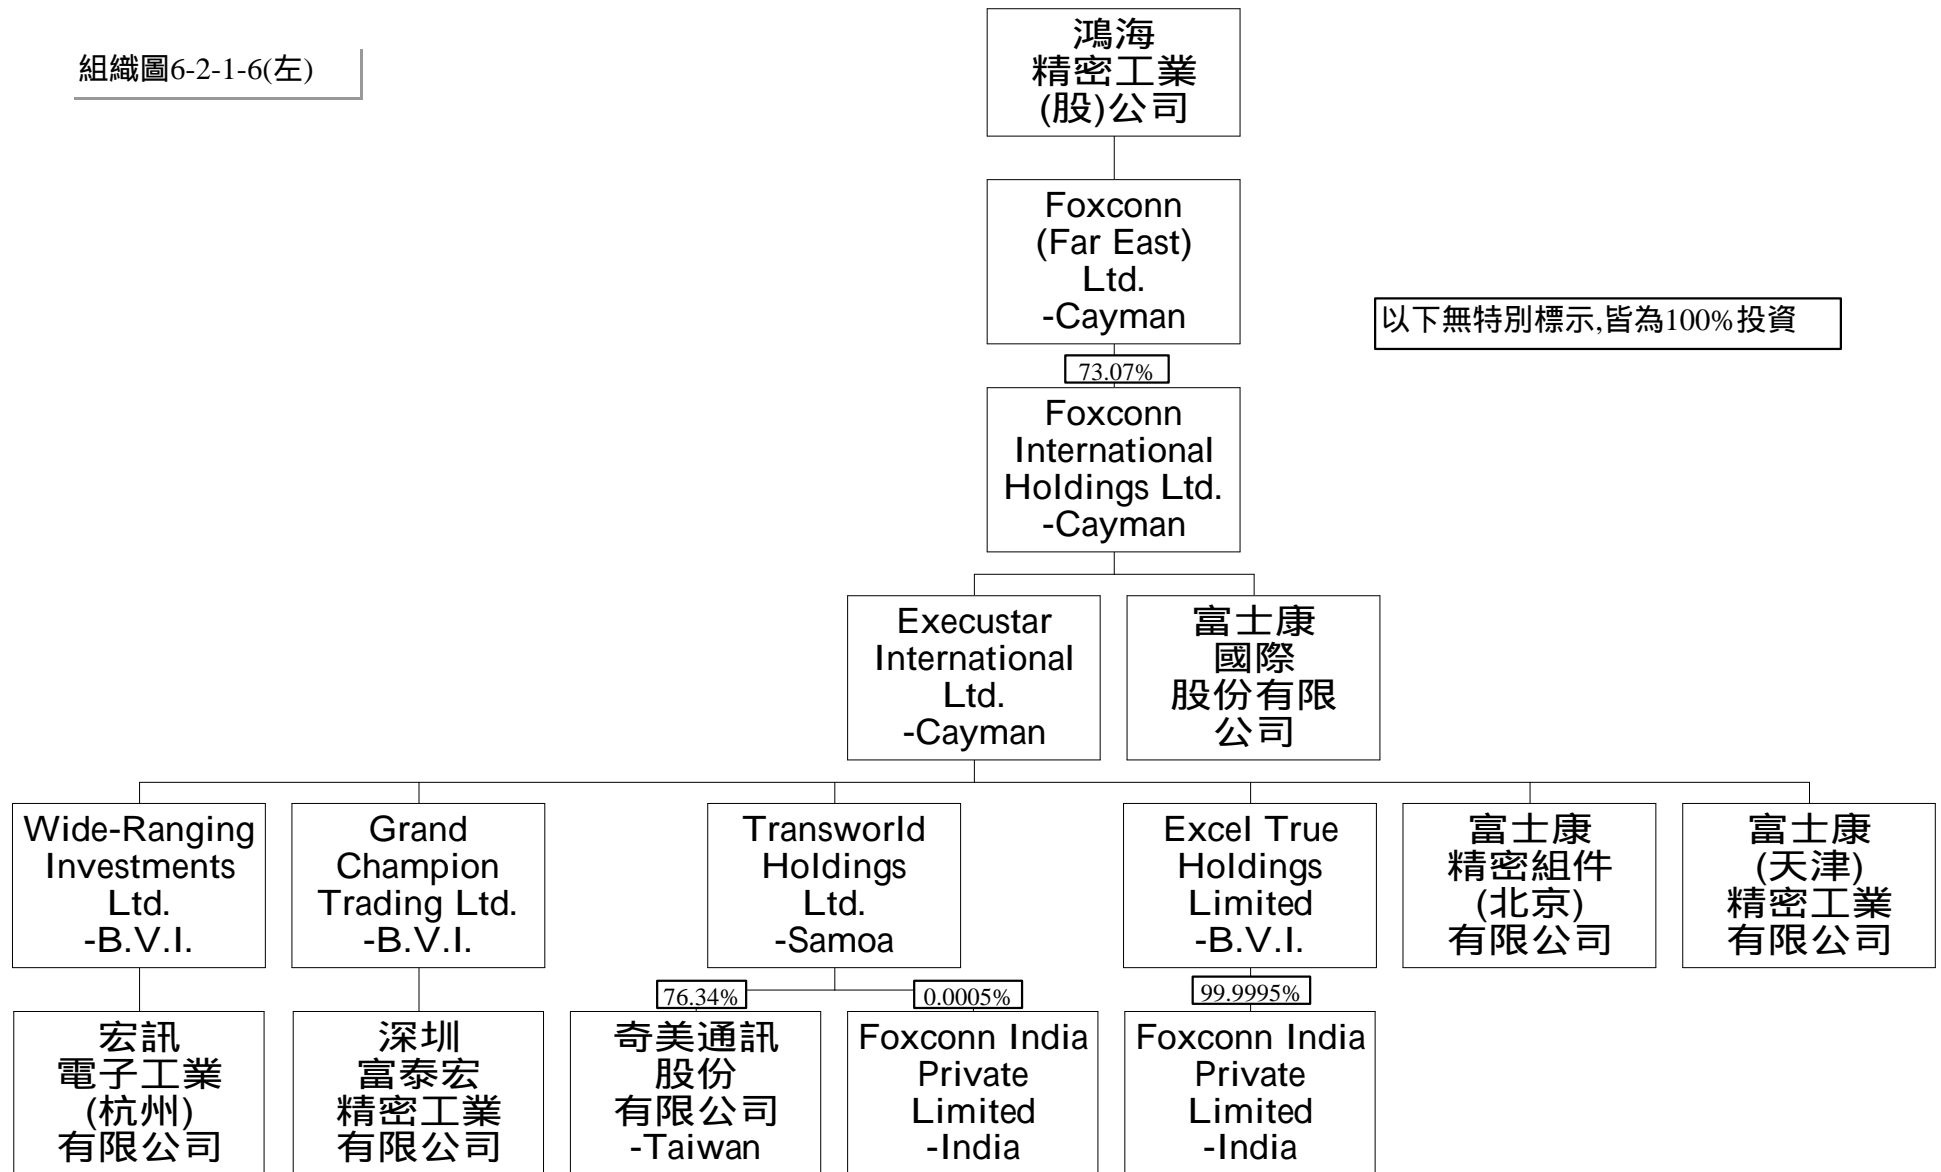 組織圖6-2-1-6(左)
鴻海
精密工業
(股)公司
Foxconn
(Far East)
Ltd.
-Cayman
以下無特別標示,皆為100%投資
73.07%
Foxconn
International
Holdings Ltd.
-Cayman
Execustar
International
Ltd.
-Cayman
富士康
國際
股份有限
公司
Wide-Ranging
Investments
Ltd.
-B.V.I.
Grand
Champion
Trading Ltd.
-B.V.I.
Transworld
Holdings
Ltd.
-Samoa
Excel True
Holdings
Limited
-B.V.I.
富士康
精密組件
(北京)
有限公司
富士康
(天津)
精密工業
有限公司
76.34%
0.0005%
99.9995%
宏訊
電子工業
(杭州)
有限公司
深圳
富泰宏
精密工業
有限公司
奇美通訊
股份
有限公司
-Taiwan
Foxconn India
Private
Limited
-India
Foxconn India
Private
Limited
-India